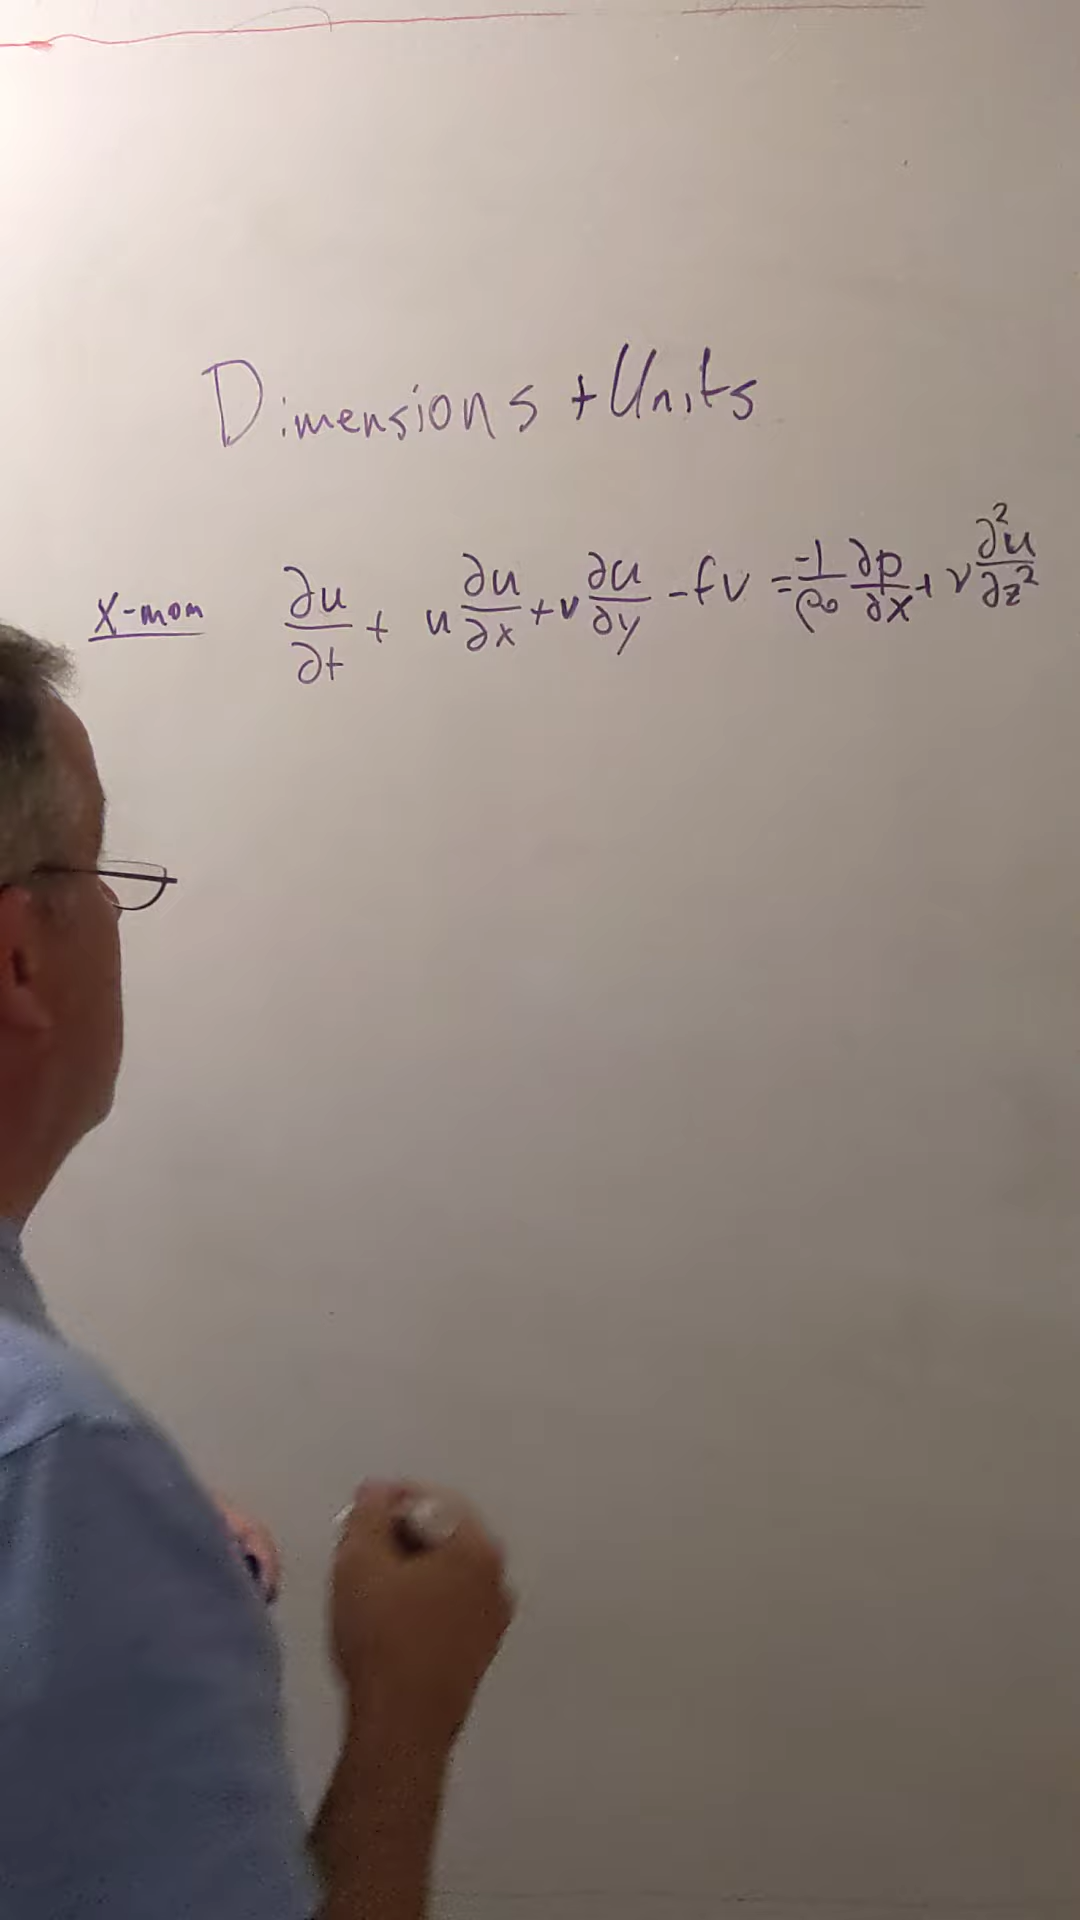 Dimensions + Units
x-mom ∂u/∂t + u ∂u/∂x + v ∂u/∂y - fv = -1/ρ₀ ∂p/∂x + ν ∂²u/∂z²